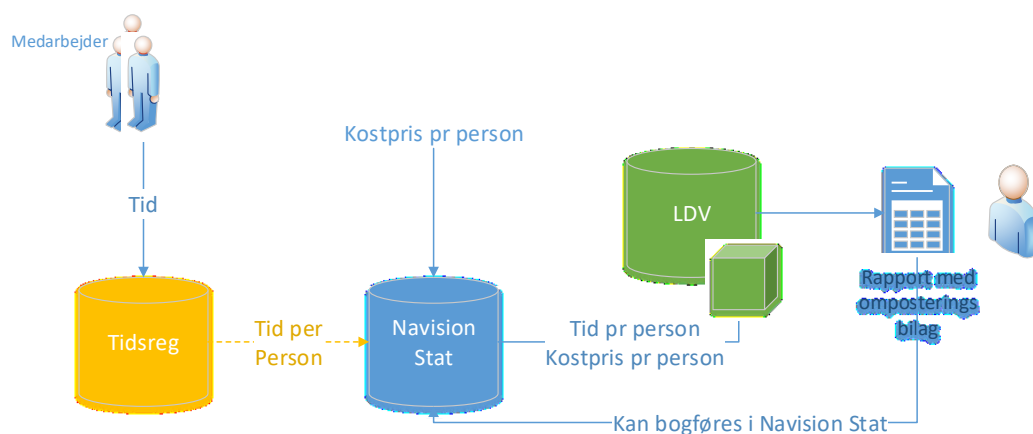 Medarbejder
Kostpris pr person
Tid
LDV
Rapport med
omposterings
bilag
Tidsreg
Tid per
Person
Navision
Stat
Tid pr person
Kostpris pr person
Kan bogføres i Navision Stat